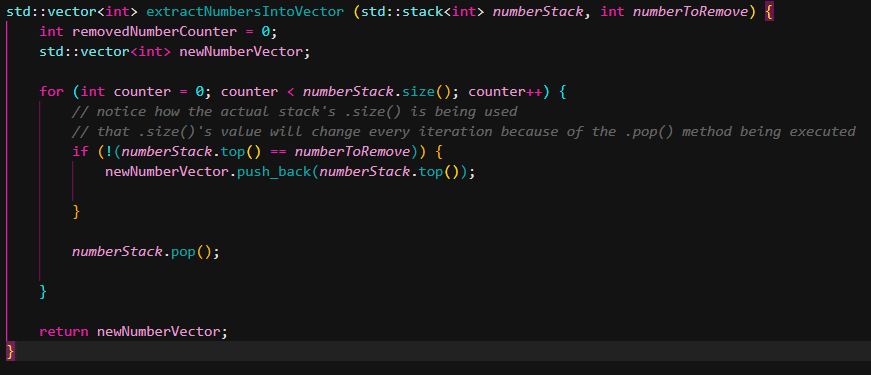 std::vector<int> extractNumbersIntoVector (std::stack<int> numberStack, int numberToRemove) {
    int removedNumberCounter = 0;
    std::vector<int> newNumberVector;

    for (int counter = 0; counter < numberStack.size(); counter++) {
        // notice how the actual stack's .size() is being used
        // that .size()'s value will change every iteration because of the .pop() method being executed
        if (!(numberStack.top() == numberToRemove)) {
            newNumberVector.push_back(numberStack.top());

        }

        numberStack.pop();

    }

    return newNumberVector;
}